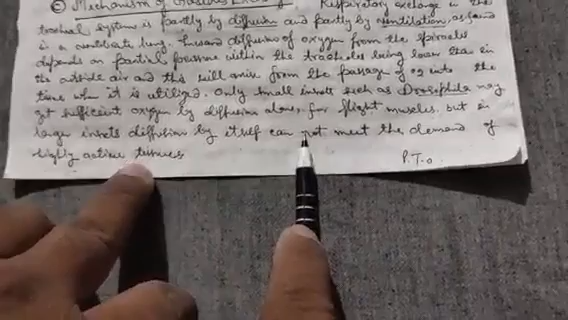 © Mechanism of Gaseous Exchange Respiratory exchange in the
tracheal system is partly by diffusion and partly by ventilation, as found
in a vertebrate lung. Inward diffusion of oxygen from the spiracles
depends on partial pressure within the tracheoles being lower than in
the outside air and this will arise from the passage of O2 into the
tissue when it is utilized. Only small insects such as Drosophila may
get sufficient oxygen by diffusion alone, for flight muscles, but in
larger insects diffusion by itself can not meet the demand of
highly active tissues
P.T.O